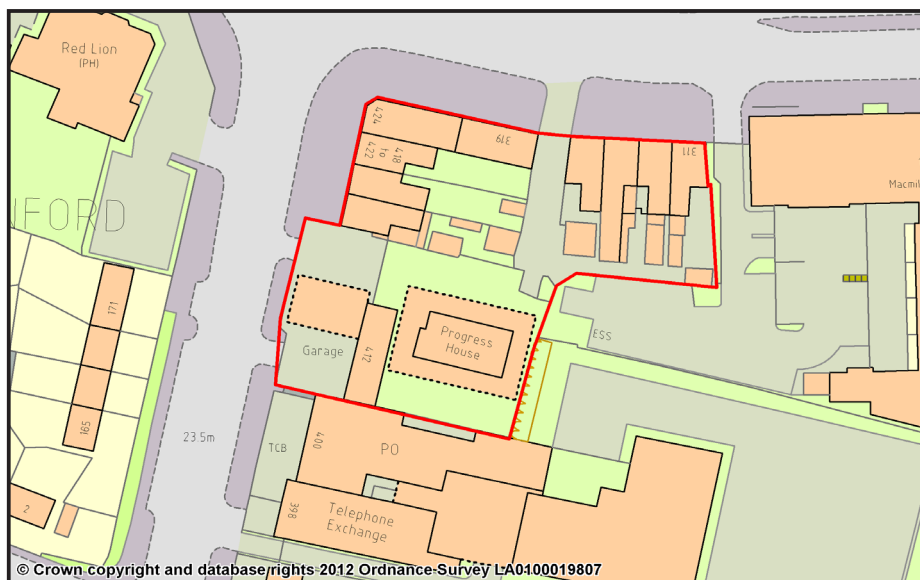 Red Lion
(PH)
424
418
to
422
319
311
Macmil
NFORD
171
165
2
23.5m
Garage
412
Progress
House
ESS
TCB
400
PO
398
Telephone
Exchange
© Crown copyright and database rights 2012 Ordnance Survey LA0100019807